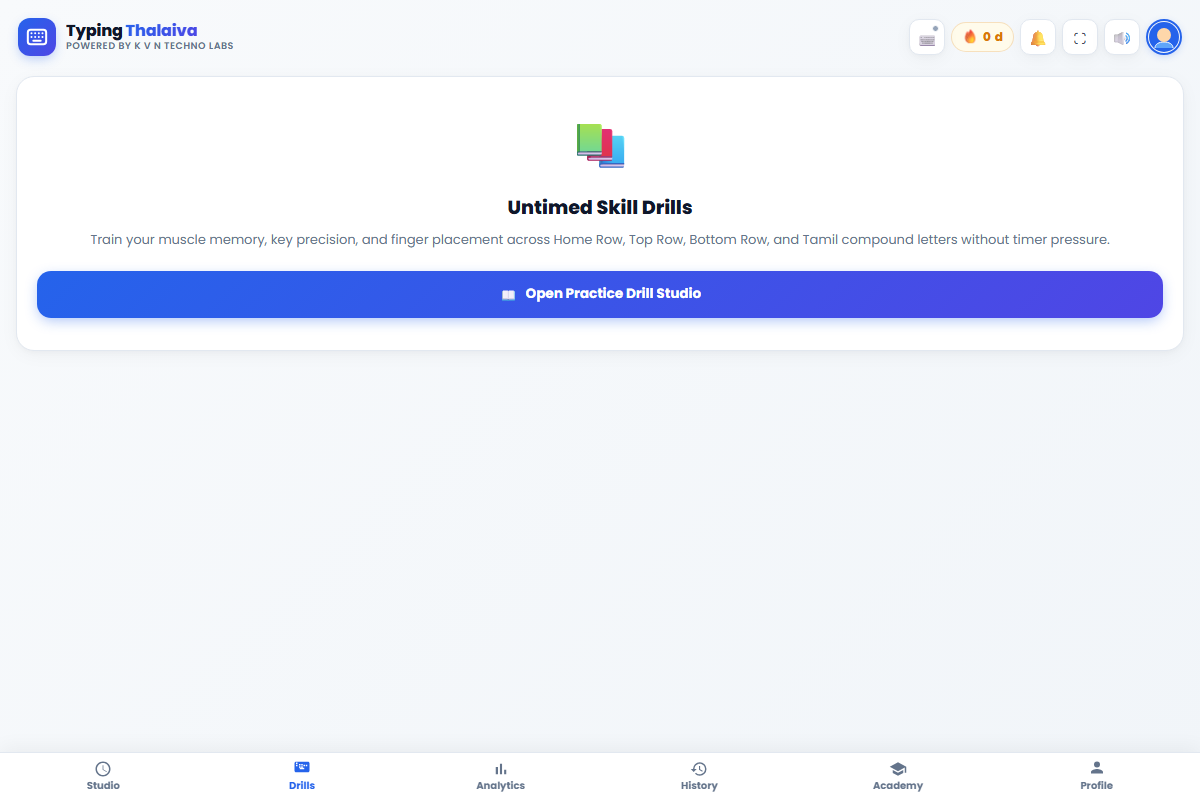 Typing Thalaiva
POWERED BY K V N TECHNO LABS
0 d
Untimed Skill Drills
Train your muscle memory, key precision, and finger placement across Home Row, Top Row, Bottom Row, and Tamil compound letters without timer pressure.
Open Practice Drill Studio
Studio
Drills
Analytics
History
Academy
Profile